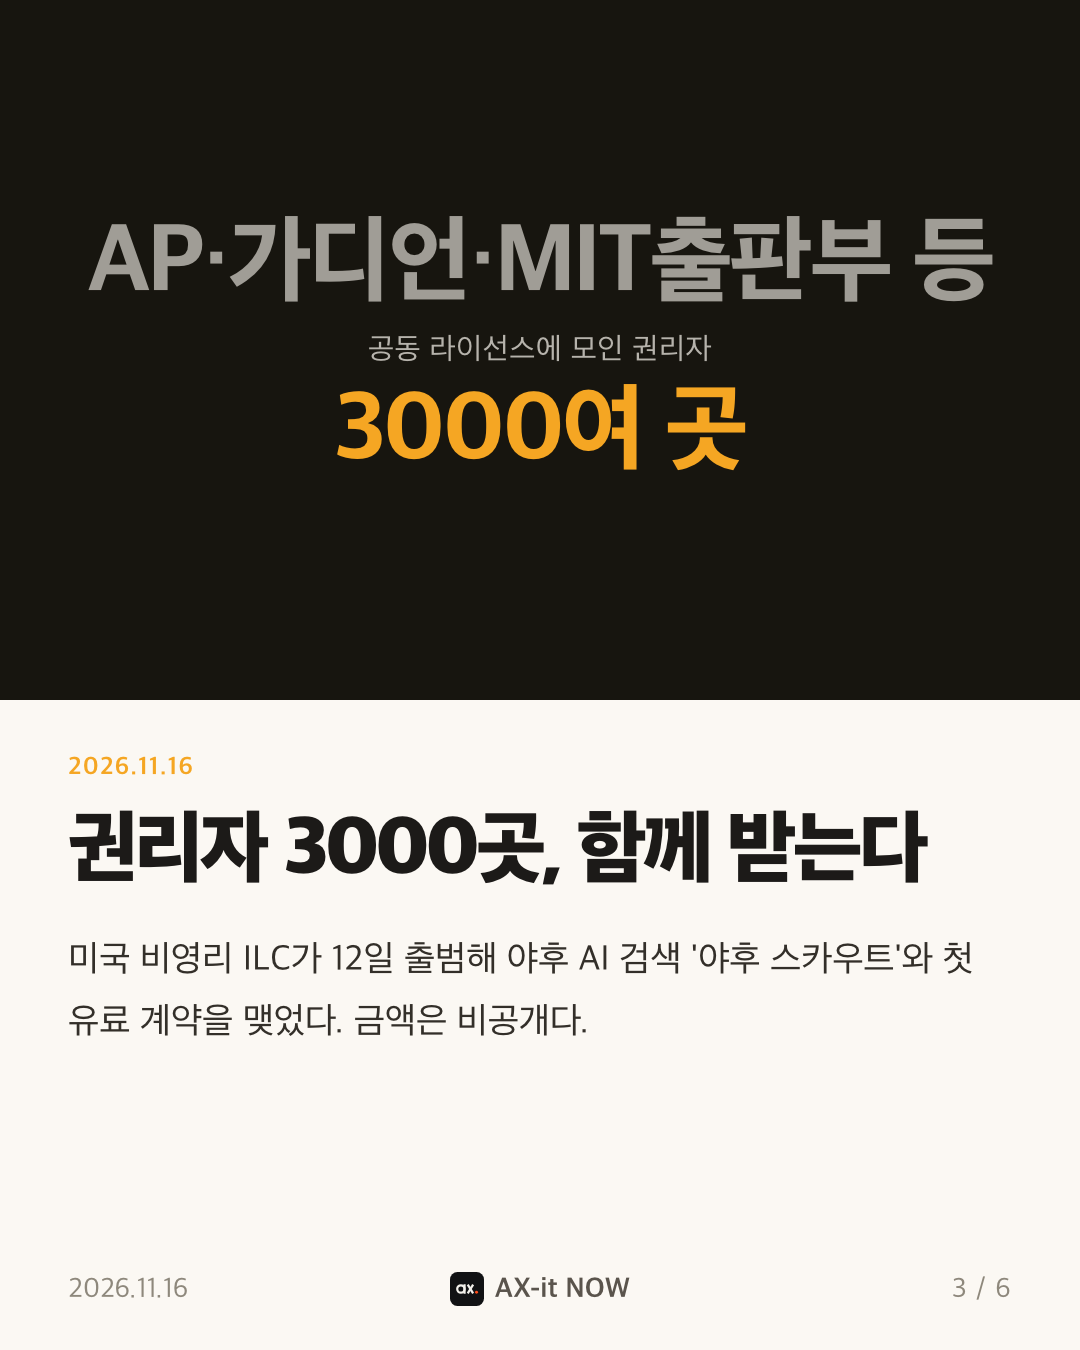 AP·가디언·MIT출판부 등
공동 라이선스에 모인 권리자
3000여 곳
2026.11.16
권리자 3000곳, 함께 받는다
미국 비영리 ILC가 12일 출범해 야후 AI 검색 '야후 스카우트'와 첫
유료 계약을 맺었다. 금액은 비공개다.
2026.11.16
ax. AX-it NOW
3 / 6